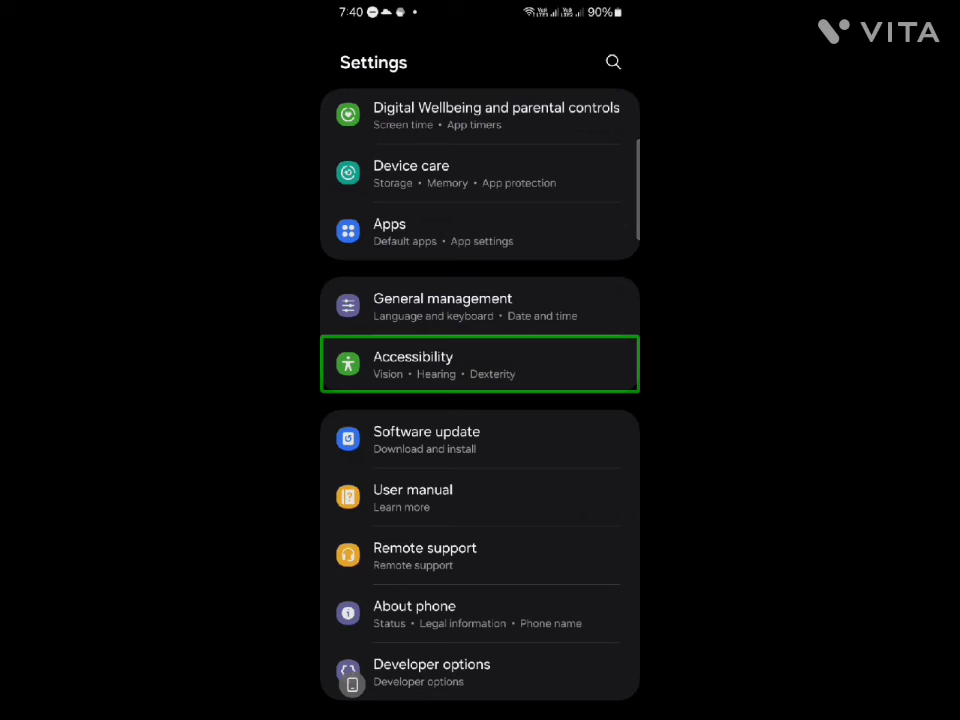 7:40
90%
VITA
Settings
Digital Wellbeing and parental controls
Screen time • App timers
Device care
Storage • Memory • App protection
Apps
Default apps • App settings
General management
Language and keyboard • Date and time
Accessibility
Vision • Hearing • Dexterity
Software update
Download and install
User manual
Learn more
Remote support
Remote support
About phone
Status • Legal information • Phone name
Developer options
Developer options